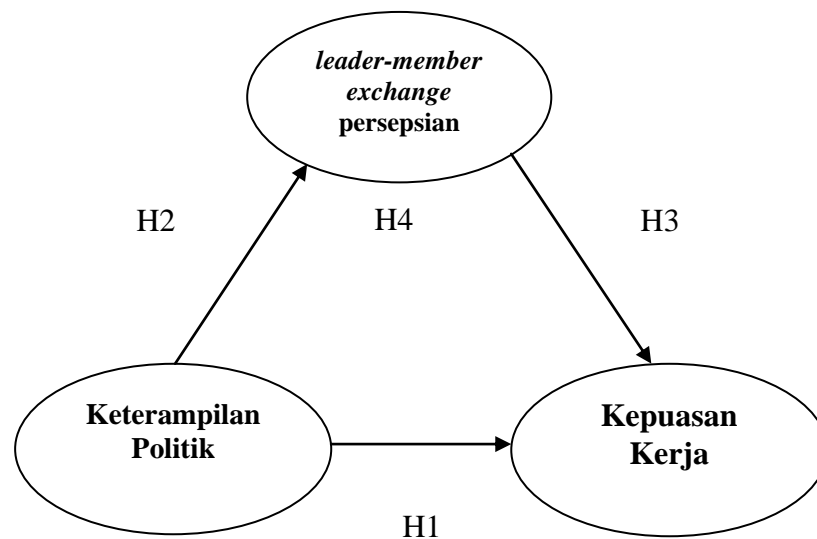 leader-member
exchange
persepsian
H2
H4
H3
Keterampilan
Politik
Kepuasan
Kerja
H1